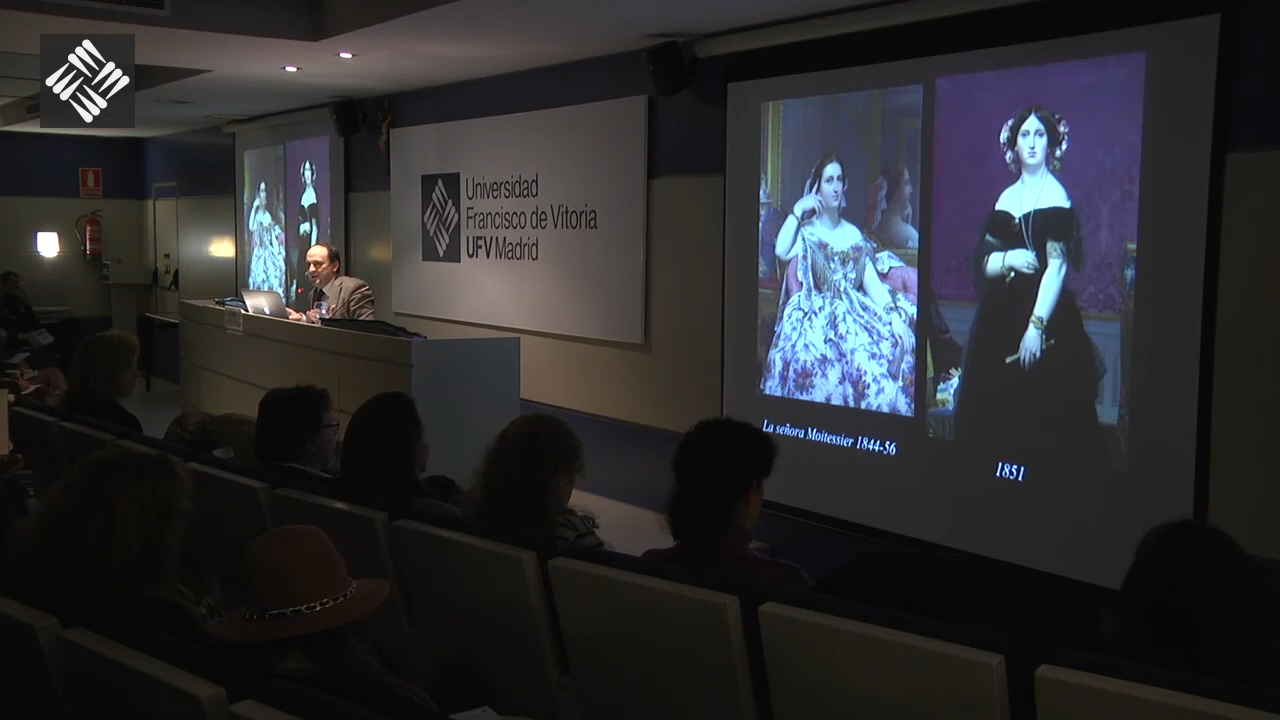 Universidad
Francisco de Vitoria
UFV Madrid
La señora Moitessier 1844-56
1851